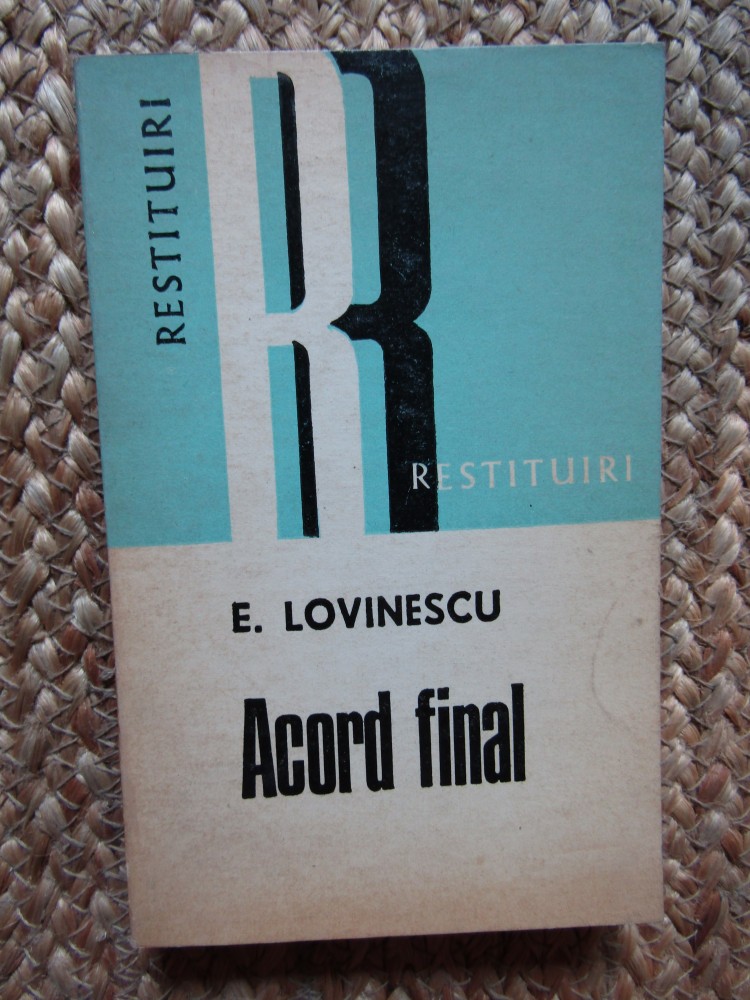 RESTITUIRI
RESTITUIRI
E. LOVINESCU
Acord final